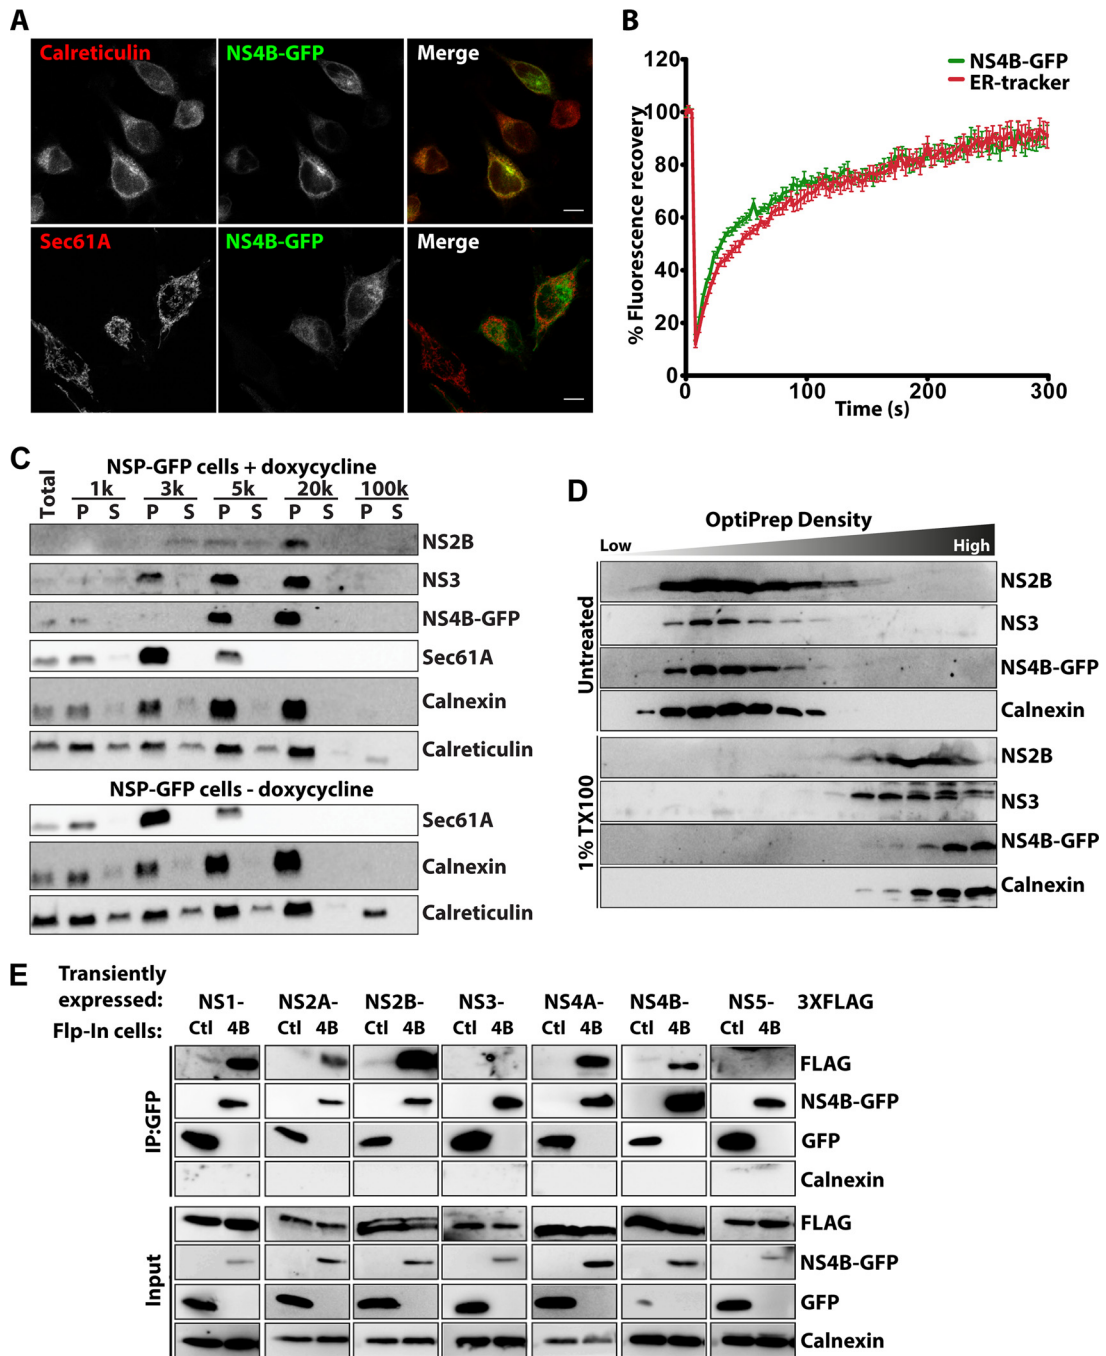 A
Calreticulin NS4B-GFP Merge
Sec61A NS4B-GFP Merge
B
% Fluorescence recovery
120
100
80
60
40
20
0
0 100 200 300
Time (s)
NS4B-GFP
ER-tracker
C
NSP-GFP cells + doxycycline
Total 1k 3k 5k 20k 100k
P S P S P S P S P S
NS2B
NS3
NS4B-GFP
Sec61A
Calnexin
Calreticulin
NSP-GFP cells - doxycycline
Sec61A
Calnexin
Calreticulin
D
OptiPrep Density
Low High
Untreated
NS2B
NS3
NS4B-GFP
Calnexin
1% TX100
NS2B
NS3
NS4B-GFP
Calnexin
E
Transiently
expressed: NS1- NS2A- NS2B- NS3- NS4A- NS4B- NS5- 3XFLAG
Flp-In cells: Ctl 4B Ctl 4B Ctl 4B Ctl 4B Ctl 4B Ctl 4B Ctl 4B
IP:GFP
FLAG
NS4B-GFP
GFP
Calnexin
Input
FLAG
NS4B-GFP
GFP
Calnexin